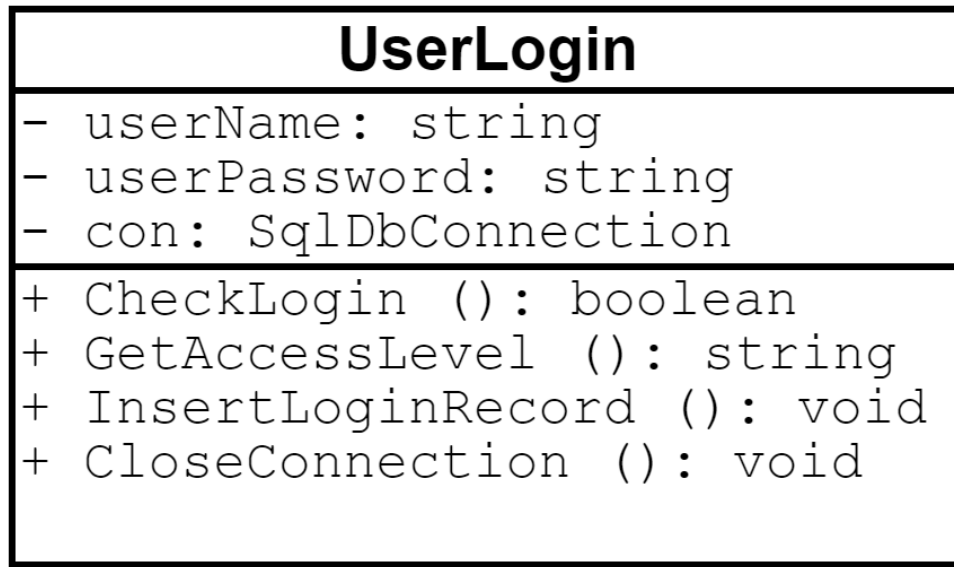 UserLogin
- userName: string
- userPassword: string
- con: SqlDbConnection
+ CheckLogin (): boolean
+ GetAccessLevel (): string
+ InsertLoginRecord (): void
+ CloseConnection (): void